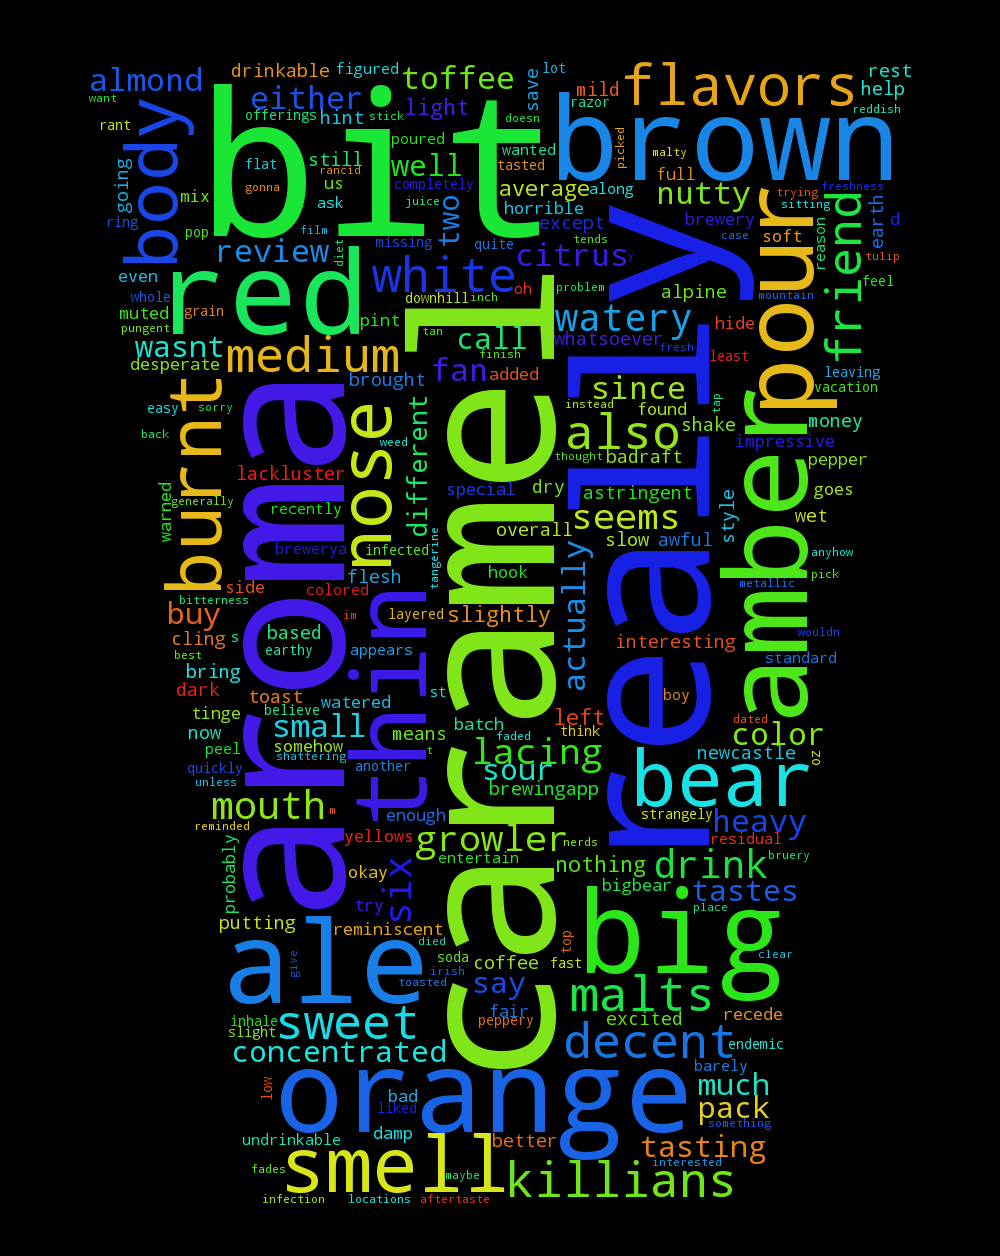 almond
drinkable
figured
toffee
lot
save
flavors
rest
want
either
light
mild
help
razor
reddish
rant
offerings
hint
stick
doesn
bit
brown
body
going
flat
still
poured
well
wanted
tasted
picked
malty
full
rancid
gonna
us
completely
average
along
nutty
trying
freshness
sitting
mix
ask
juice
two
horrible
ring
pop
film
except
brewery
d
earth
soft
case
reason
review
diet
missing
quite
tends
citrus
y
pour
friend
tulip
even
red
white
downhill
inch
oh
problem
alpine
mountain
feel
whole
muted
grain
pungent
pint
tan
call
watery
hide
wasnt
medium
finish
whatsoever
fresh
least
desperate
fan
added
leaving
brought
vacation
since
easy
sorry
burnt
aroma
nose
different
caramel
really
instead
found
tap
shake
money
back
weed
also
impressive
thought
badraft
pepper
lackluster
special
dry
astringent
goes
warned
generally
recently
overall
seems
style
wet
amber
brewerya
infected
tangerine
slow
awful
anyhow
flesh
hook
pick
side
colored
metallic
bitterness
thin
buy
im
layered
slightly
actually
cling
s
based
wouldn
best
earthy
appears
interesting
standard
bring
dark
toast
watered
st
boy
tinge
believe
small
batch
faded
left
dated
now
somehow
means
think
color
peel
shattering
t
lacing
newcastle
oz
quickly
another
sour
unless
brewingapp
bear
mouth
m
enough
strangely
heavy
reminded
yellows
growler
nerds
residual
probably
okay
six
entertain
nothing
drink
bruery
try
bigbear
tastes
putting
reminiscent
place
ale
died
soda
top
big
give
irish
coffee
fast
clear
toasted
say
malts
inhale
sweet
fair
peppery
excited
recede
slight
concentrated
decent
endemic
low
orange
barely
bad
much
liked
pack
something
undrinkable
damp
better
tasting
fades
smell
maybe
interested
killians
infection
locations
aftertaste